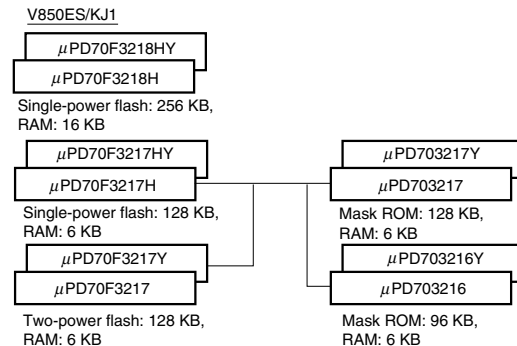 V850ES/KJ1
μPD70F3218HY
μPD70F3218H
Single-power flash: 256 KB,
RAM: 16 KB
μPD70F3217HY
μPD70F3217H
Single-power flash: 128 KB,
RAM: 6 KB
μPD703217Y
μPD703217
Mask ROM: 128 KB,
RAM: 6 KB
μPD70F3217Y
μPD70F3217
Two-power flash: 128 KB,
RAM: 6 KB
μPD703216Y
μPD703216
Mask ROM: 96 KB,
RAM: 6 KB